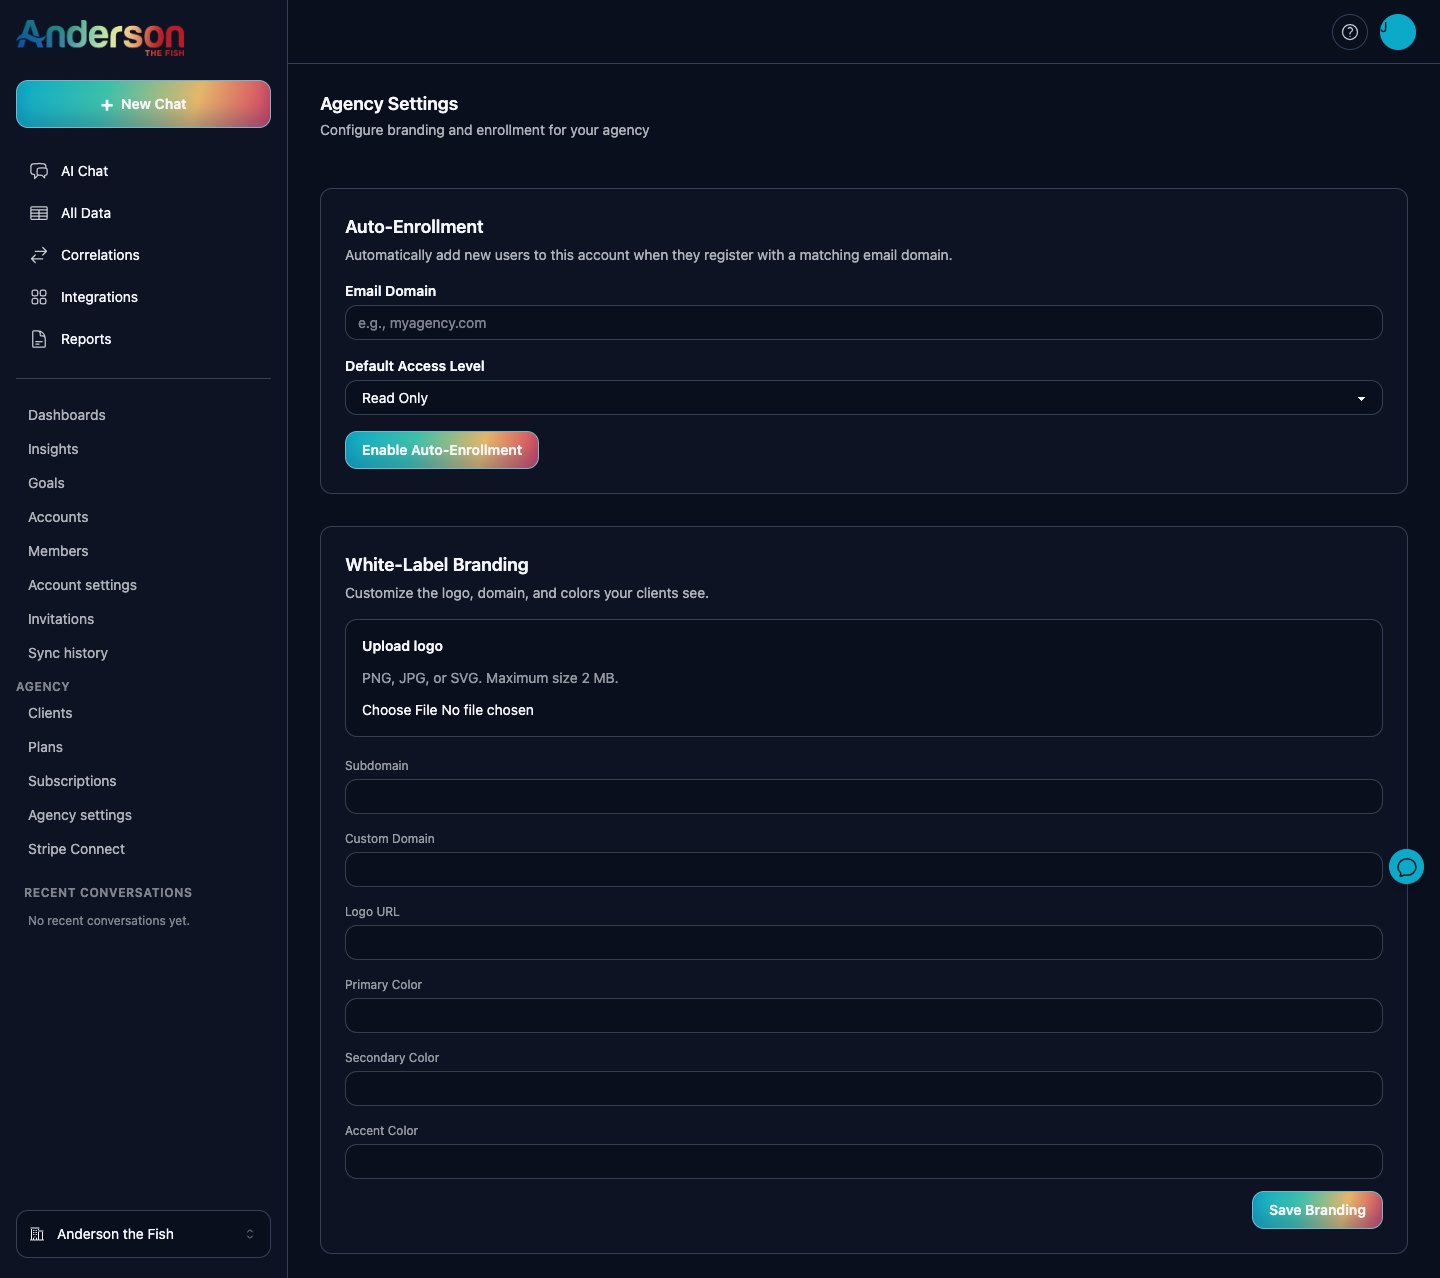 Anderson
THE FISH
New Chat
AI Chat
All Data
Correlations
Integrations
Reports
Dashboards
Insights
Goals
Accounts
Members
Account settings
Invitations
Sync history
AGENCY
Clients
Plans
Subscriptions
Agency settings
Stripe Connect
RECENT CONVERSATIONS
No recent conversations yet.
Anderson the Fish
J
Agency Settings
Configure branding and enrollment for your agency
Auto-Enrollment
Automatically add new users to this account when they register with a matching email domain.
Email Domain
e.g., myagency.com
Default Access Level
Read Only
Enable Auto-Enrollment
White-Label Branding
Customize the logo, domain, and colors your clients see.
Upload logo
PNG, JPG, or SVG. Maximum size 2 MB.
Choose File No file chosen
Subdomain
Custom Domain
Logo URL
Primary Color
Secondary Color
Accent Color
Save Branding